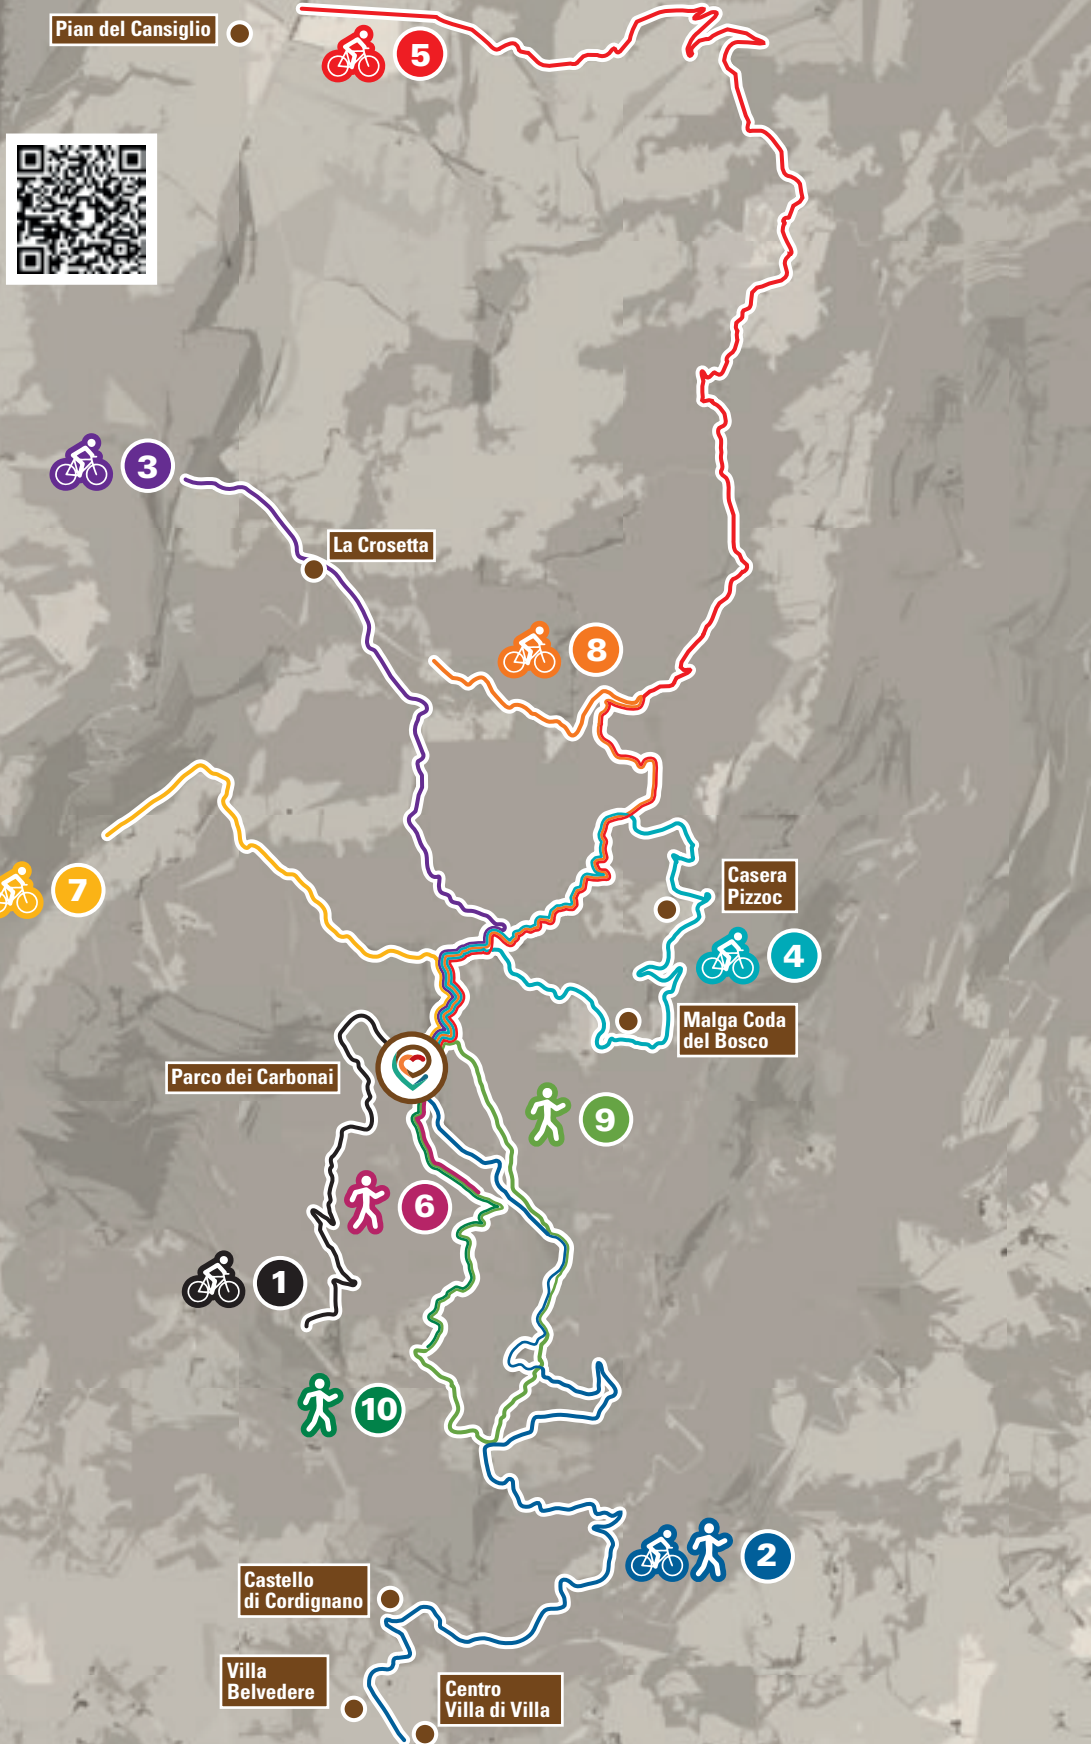 Pian del Cansiglio
5
3
La Crosetta
8
7
Casera
Pizzoc
4
Malga Coda
del Bosco
Parco dei Carbonai
9
6
1
10
2
Castello
di Cordignano
Villa
Belvedere
Centro
Villa di Villa